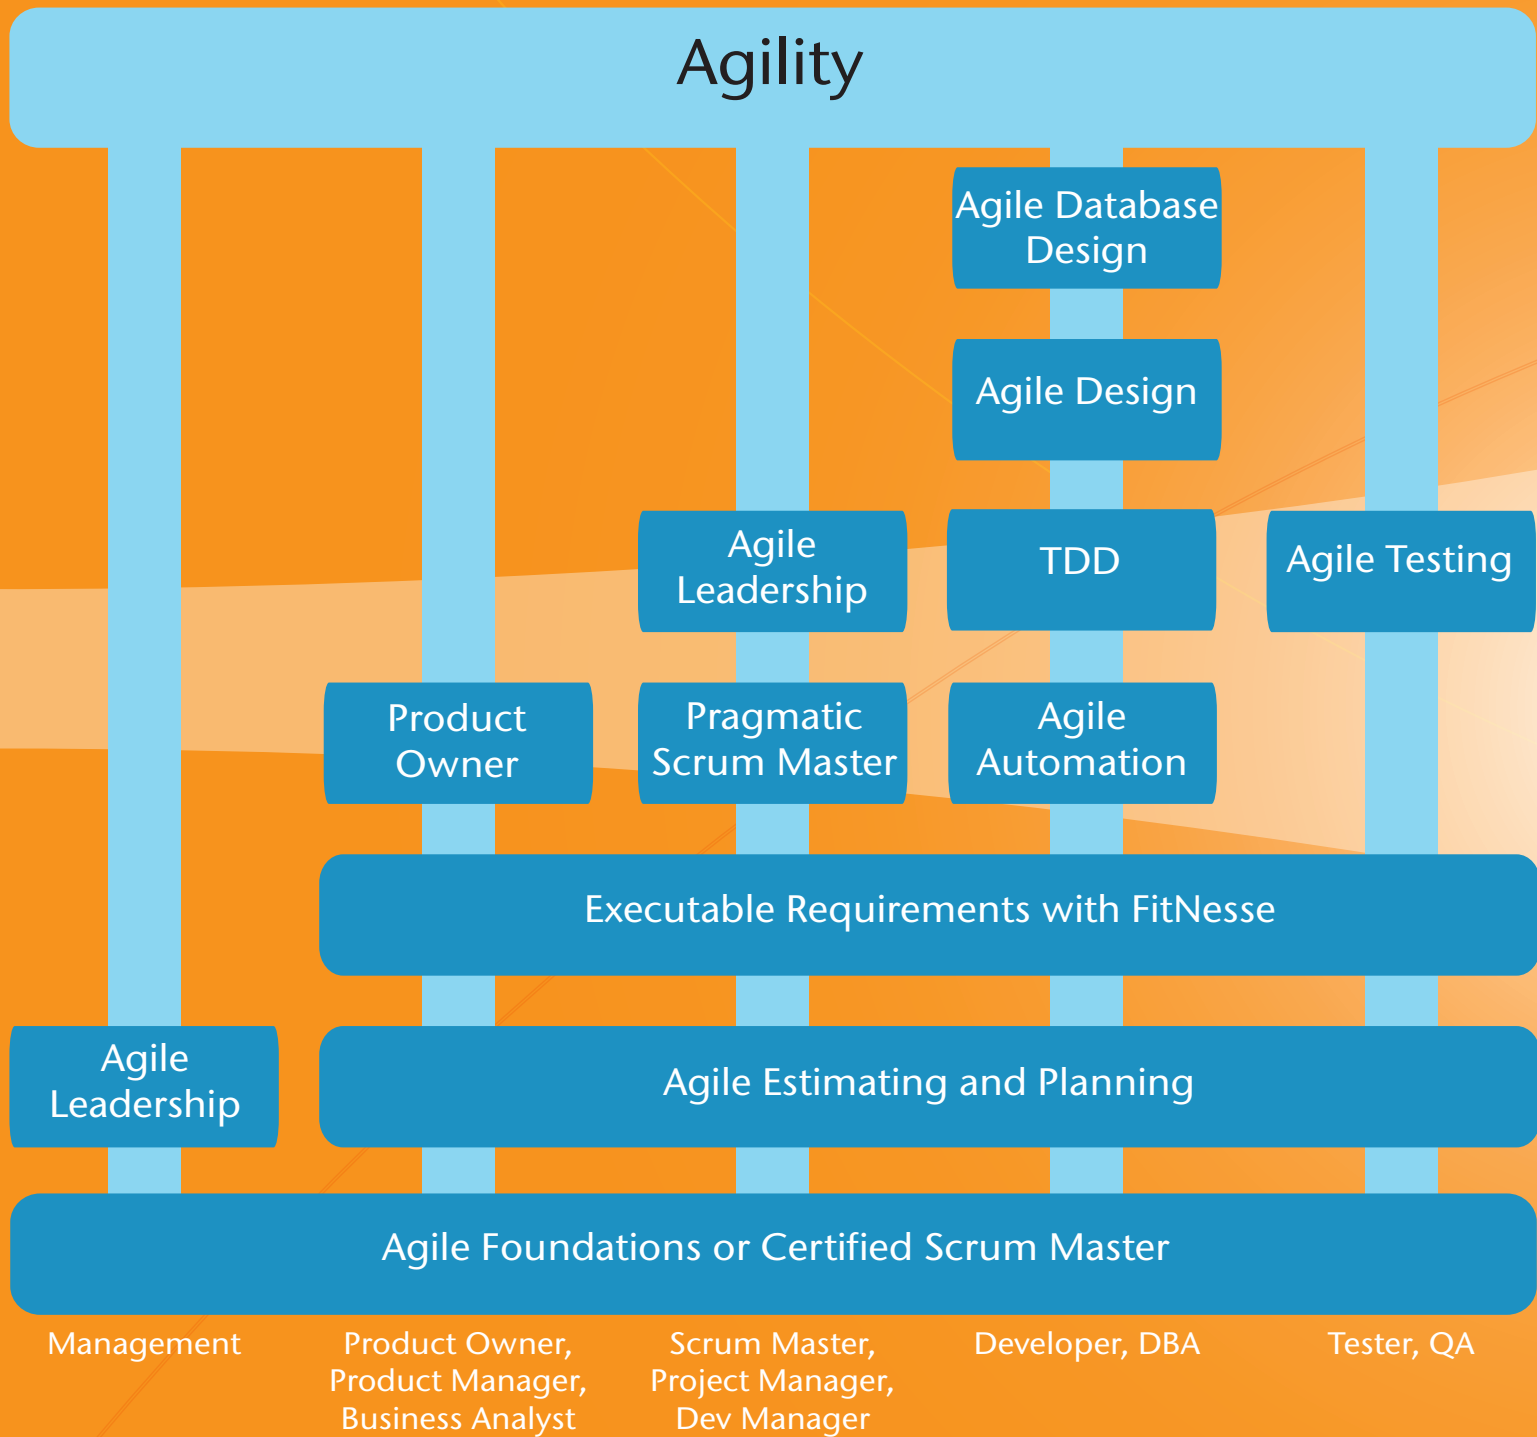 Agility
Agile Database
Design
Agile Design
Agile
Leadership
TDD
Agile Testing
Product
Owner
Pragmatic
Scrum Master
Agile
Automation
Executable Requirements with FitNesse
Agile
Leadership
Agile Estimating and Planning
Agile Foundations or Certified Scrum Master
Management
Product Owner,
Product Manager,
Business Analyst
Scrum Master,
Project Manager,
Dev Manager
Developer, DBA
Tester, QA